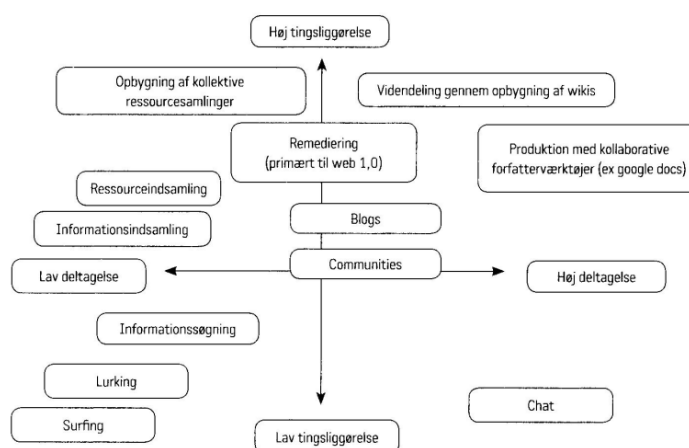 Høj tingsliggørelse
Opbygning af kollektive
ressourcesamlinger
Videndeling gennem opbygning af wikis
Remediering
(primært til web 1,0)
Produktion med kollaborative
forfatterværktøjer (ex google docs)
Ressourceindsamling
Blogs
Informationsindsamling
Communities
Lav deltagelse
Høj deltagelse
Informationssøgning
Lurking
Chat
Surfing
Lav tingsliggørelse